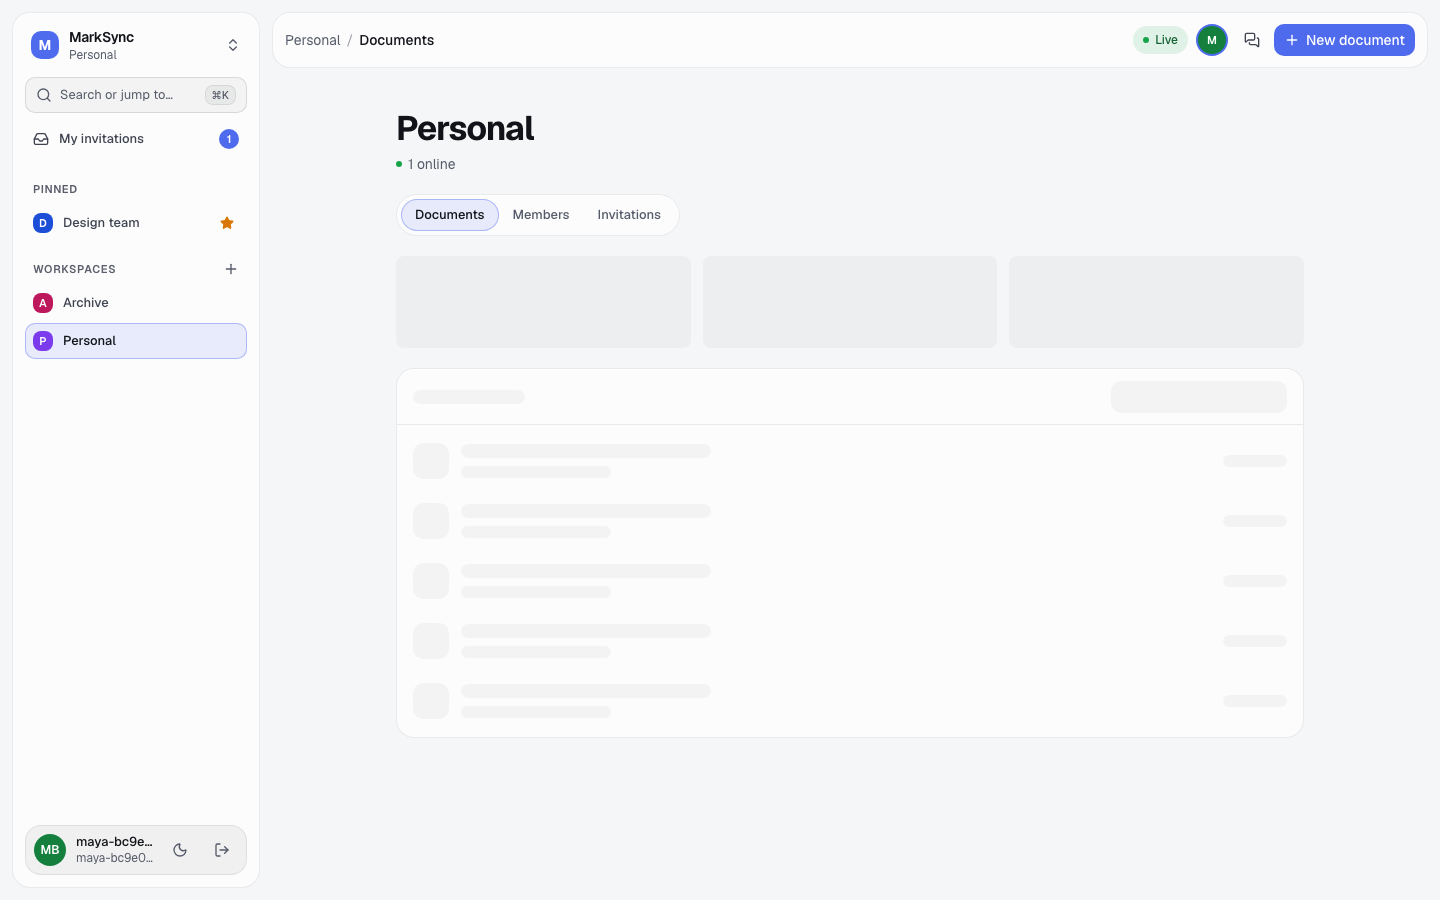 M
MarkSync
Personal
Search or jump to…
⌘K
My invitations
1
PINNED
D
Design team
WORKSPACES
A
Archive
P
Personal
MB
maya-bc9e…
maya-bc9e0…
Personal / Documents
Live
M
New document
Personal
1 online
Documents
Members
Invitations